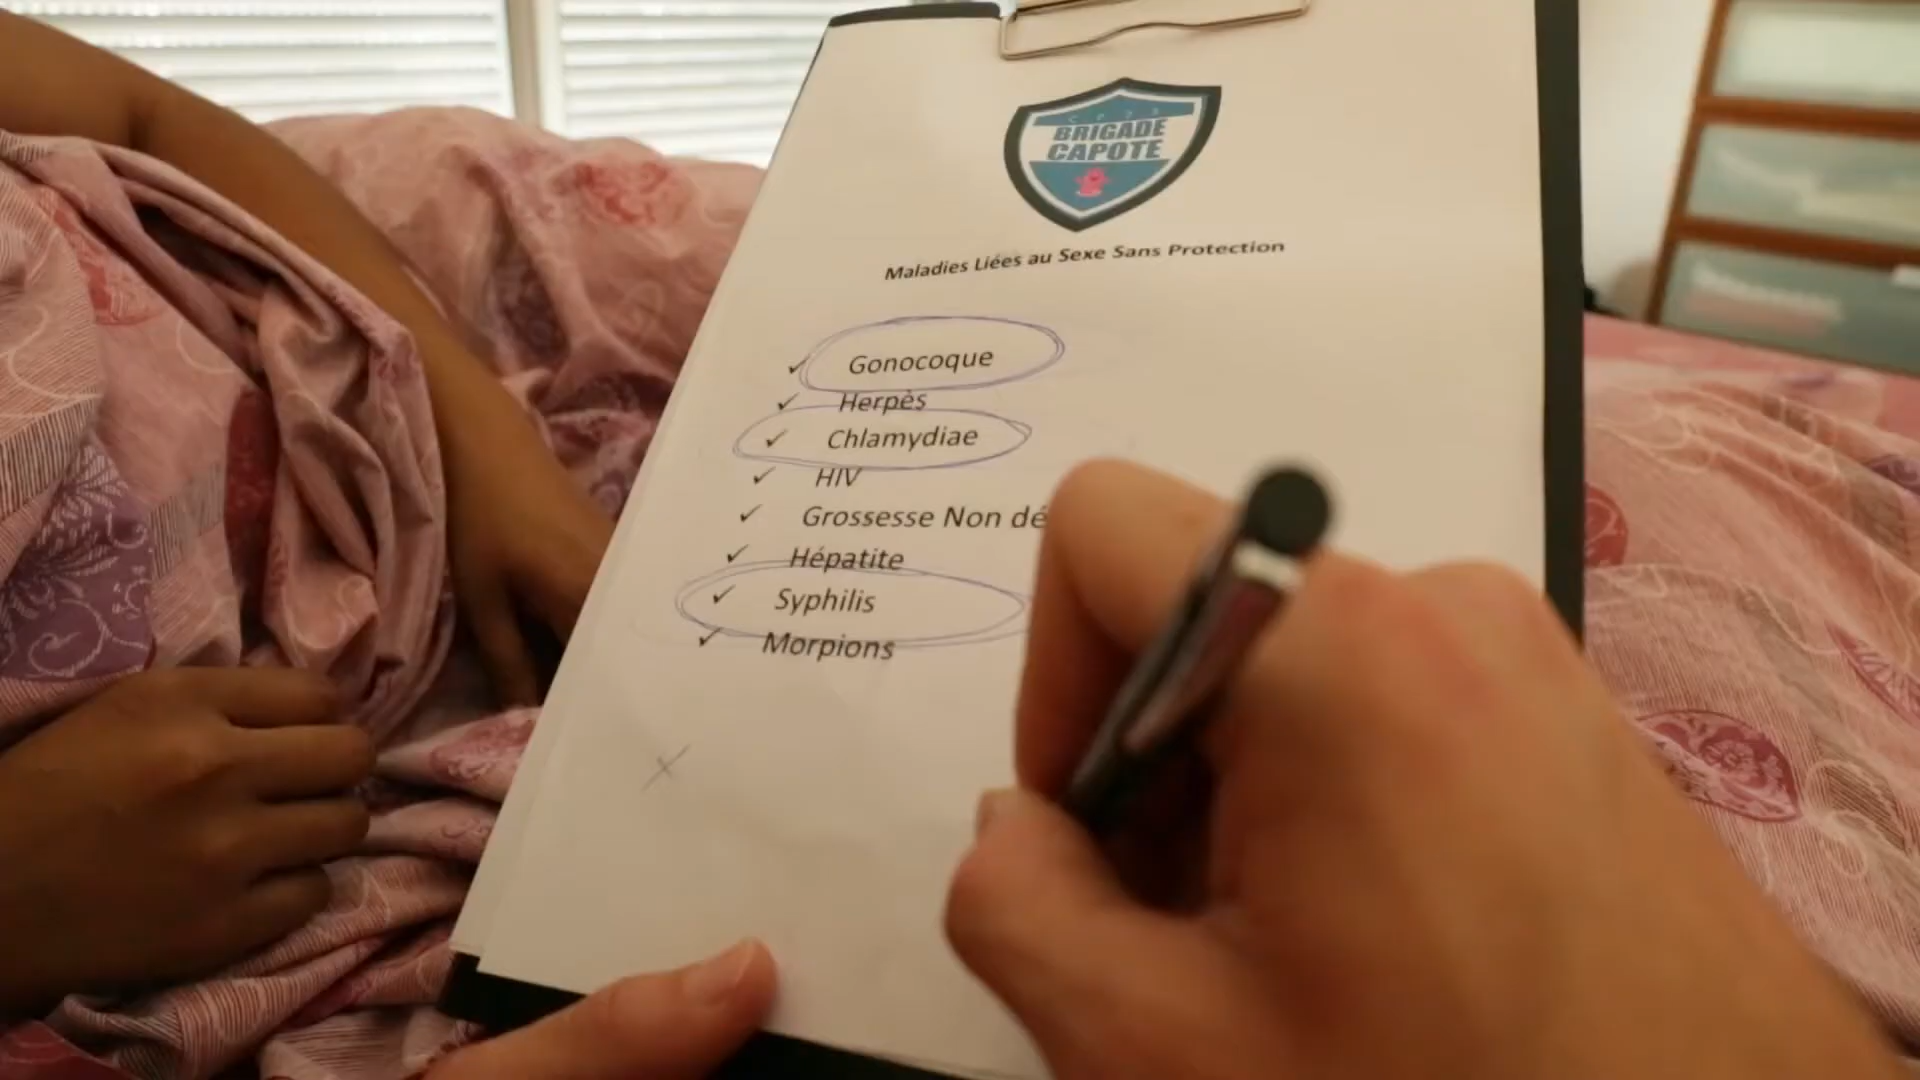 BRIGADE
CAPOTE
Maladies Liées au Sexe Sans Protection
✓ Gonocoque
✓ Herpès
✓ Chlamydiae
✓ HIV
✓ Grossesse Non dé
✓ Hépatite
✓ Syphilis
✓ Morpions